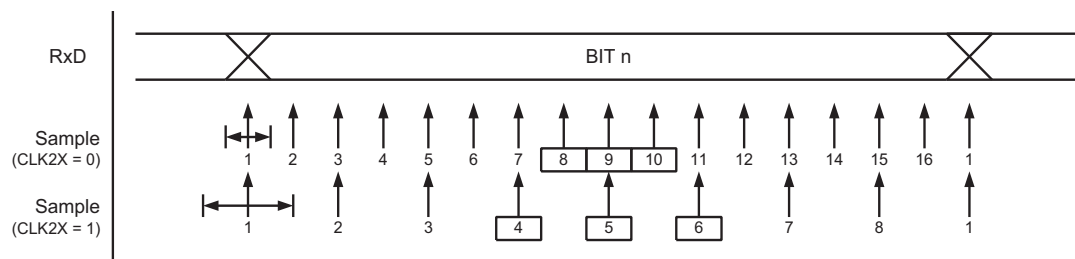 RxD BIT n
Sample
(CLK2X = 0)
1 2 3 4 5 6 7 8 9 10 11 12 13 14 15 16 1
Sample
(CLK2X = 1)
1 2 3 4 5 6 7 8 1